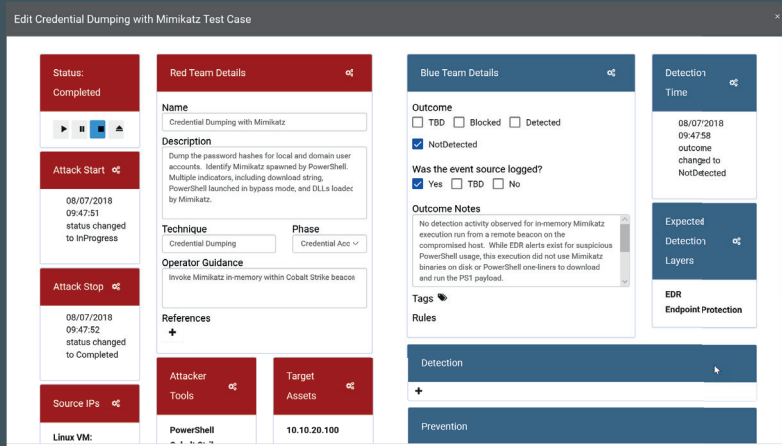 Edit Credential Dumping with Mimikatz Test Case
×
Status:
Completed
Attack Start
08/07/2018
09:47:51
status changed
to InProgress
Attack Stop
08/07/2018
09:47:52
status changed
to Completed
Source IPs
Linux VM:
Red Team Details
Name
Credential Dumping with Mimikatz
Description
Dump the password hashes for local and domain user
accounts. Identify Mimikatz spawned by PowerShell.
Multiple indicators, including download string,
PowerShell launched in bypass mode, and DLLs loaded
by Mimikatz.
Technique Phase
Credential Dumping Credential Acc
Operator Guidance
Invoke Mimikatz in-memory within Cobalt Strike beacon
References
+
Attacker
Tools
PowerShell
Target
Assets
10.10.20.100
Blue Team Details
Outcome
TBD Blocked Detected
NotDetected
Was the event source logged?
Yes TBD No
Outcome Notes
No detection activity observed for in-memory Mimikatz
execution run from a remote beacon on the
compromised host. While EDR alerts exist for suspicious
PowerShell usage, this execution did not use Mimikatz
binaries on disk or PowerShell one-liners to download
and run the PS1 payload.
Tags
Rules
Detection
Time
08/07/2018
09:47:58
outcome
changed to
NotDetected
Expected
Detection
Layers
EDR
Endpoint Protection
Detection
+
Prevention